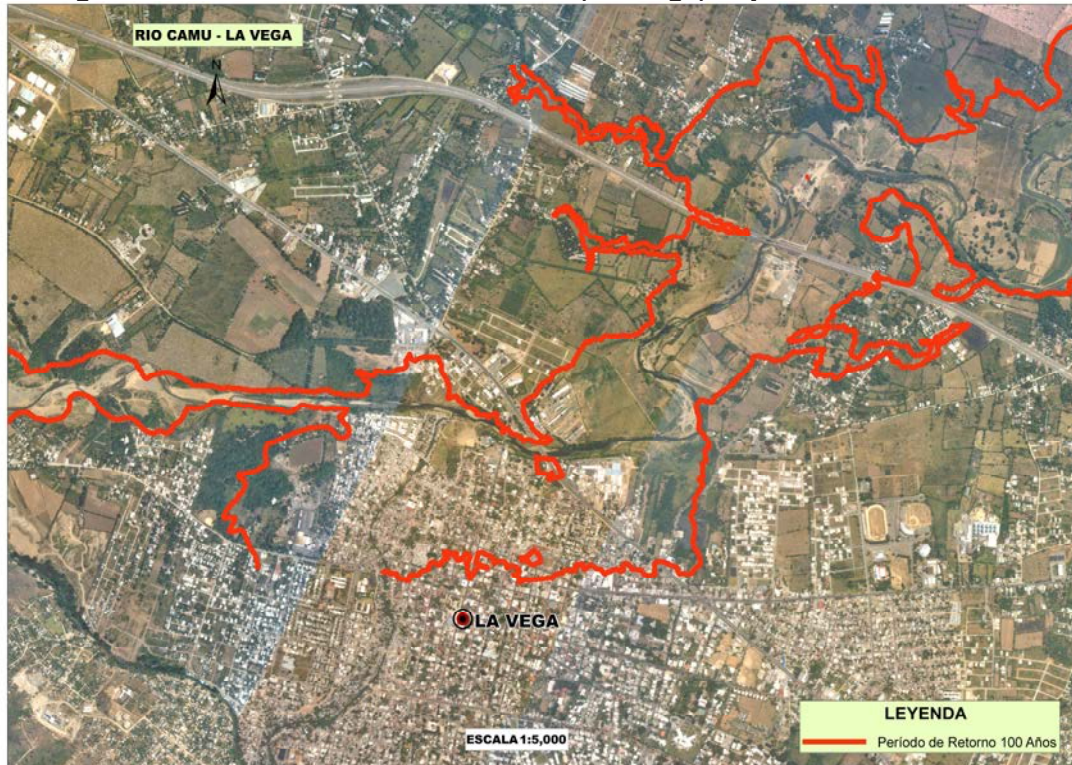 RIO CAMU - LA VEGA
N
LA VEGA
ESCALA 1:5,000
LEYENDA
Período de Retorno 100 Años